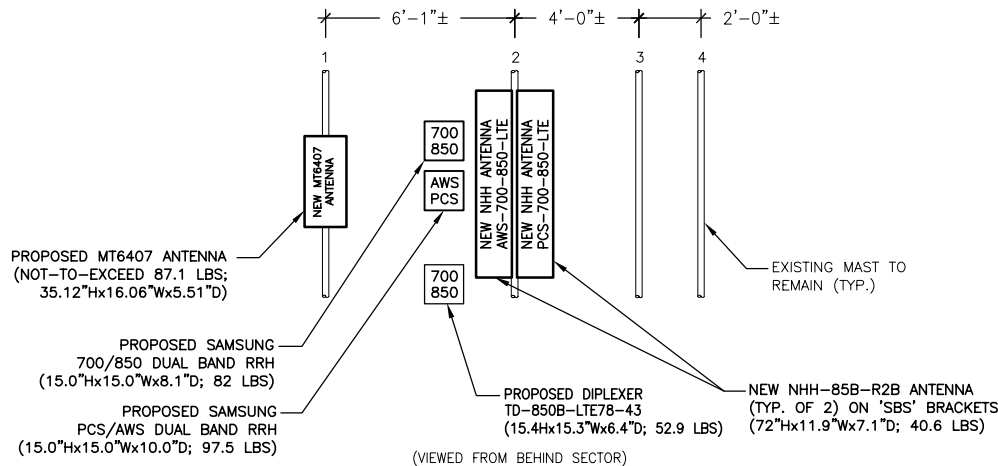 6'-1"± 4'-0"± 2'-0"±
1 2 3 4
NEW MT6407
ANTENNA
700
850
AWS
PCS
700
850
NEW NHH ANTENNA
AWS-700-850-LTE
NEW NHH ANTENNA
PCS-700-850-LTE
PROPOSED MT6407 ANTENNA
(NOT-TO-EXCEED 87.1 LBS;
35.12"Hx16.06"Wx5.51"D)
EXISTING MAST TO
REMAIN (TYP.)
PROPOSED SAMSUNG
700/850 DUAL BAND RRH
(15.0"Hx15.0"Wx8.1"D; 82 LBS)
PROPOSED SAMSUNG
PCS/AWS DUAL BAND RRH
(15.0"Hx15.0"Wx10.0"D; 97.5 LBS)
PROPOSED DIPLEXER
TD-850B-LTE78-43
(15.4Hx15.3"Wx6.4"D; 52.9 LBS)
NEW NHH-85B-R2B ANTENNA
(TYP. OF 2) ON 'SBS' BRACKETS
(72"Hx11.9"Wx7.1"D; 40.6 LBS)
(VIEWED FROM BEHIND SECTOR)